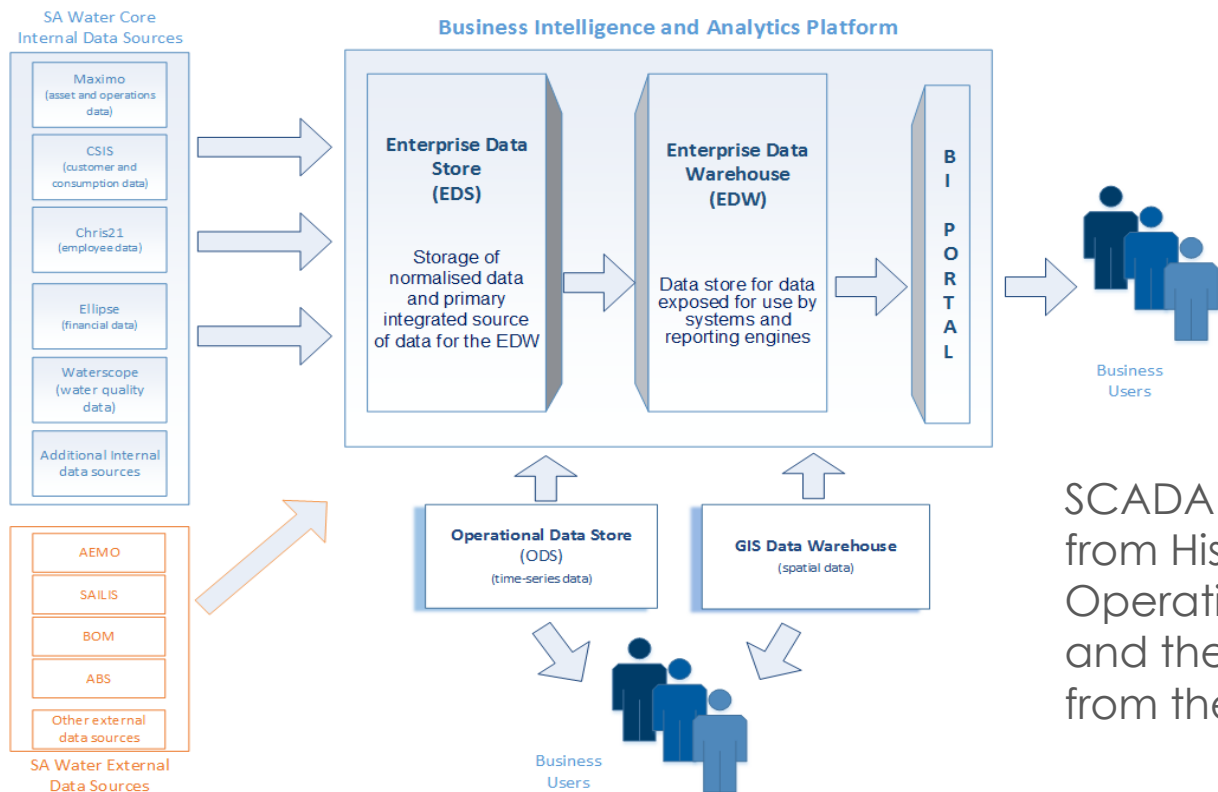 SA Water Core
Internal Data Sources
Maximo
(asset and operations
data)
CSIS
(customer and
consumption data)
Chris21
(employee data)
Ellipse
(financial data)
Waterscope
(water quality
data)
Additional Internal
data sources
AEMO
SAILIS
BOM
ABS
Other external
data sources
SA Water External
Data Sources
Business Intelligence and Analytics Platform
Enterprise Data
Store
(EDS)
Storage of
normalised data
and primary
integrated source
of data for the EDW
Enterprise Data
Warehouse
(EDW)
Data store for data
exposed for use by
systems and
reporting engines
B
I
P
O
R
T
A
L
Business
Users
Operational Data Store
(ODS)
(time-series data)
GIS Data Warehouse
(spatial data)
Business
Users
SCADA
from His
Operati
and the
from the